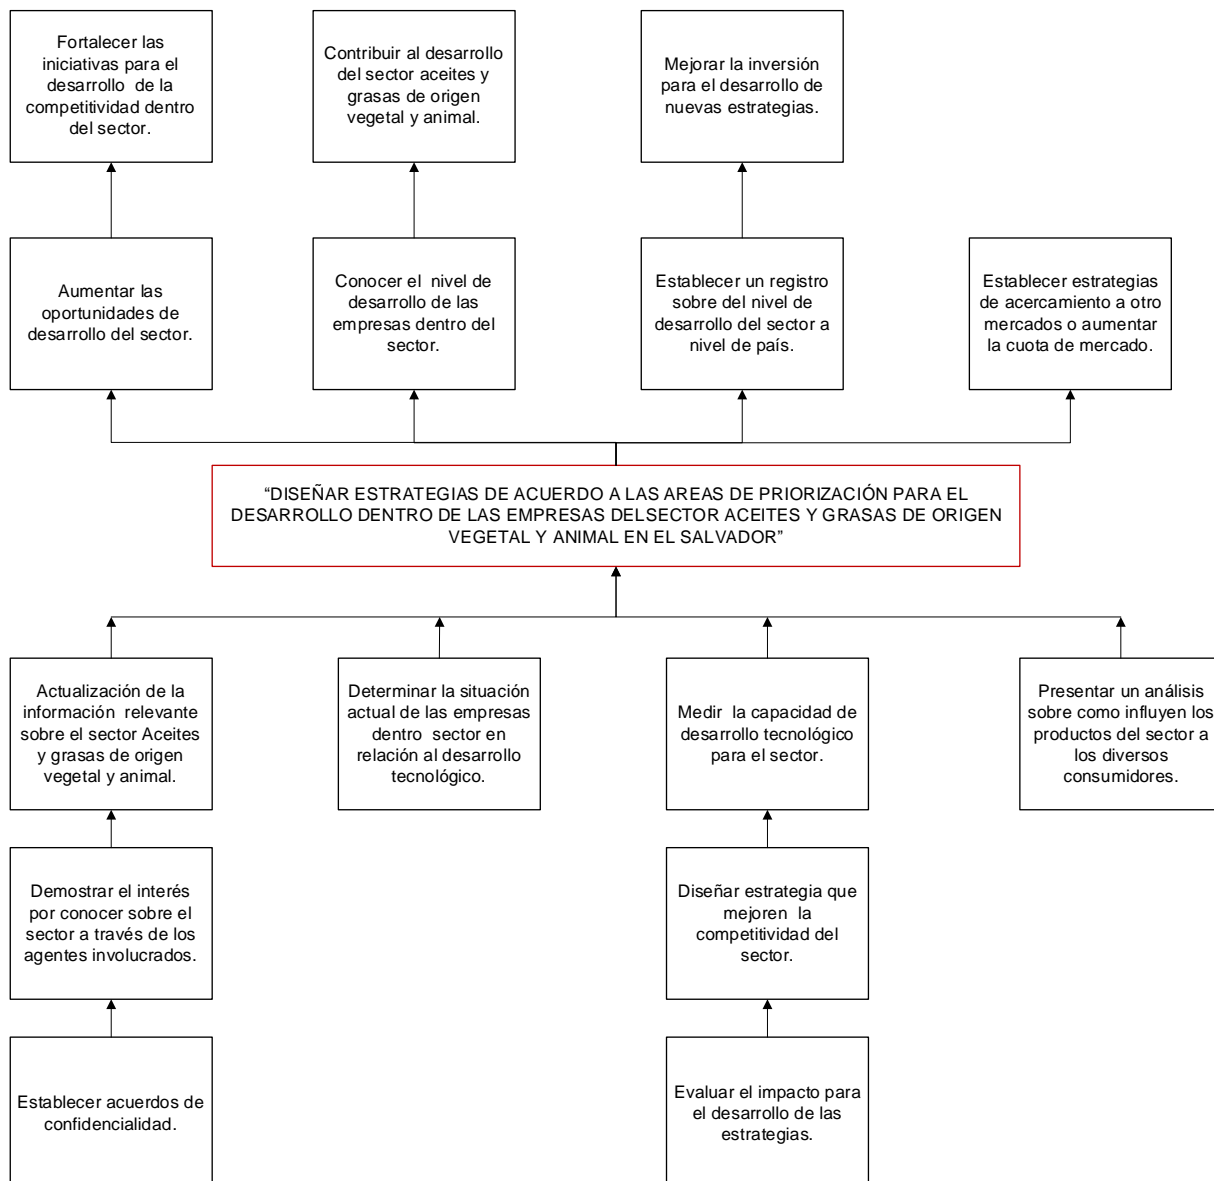 Fortalecer las
iniciativas para el
desarrollo de la
competitividad dentro
del sector.
Contribuir al desarrollo
del sector aceites y
grasas de origen
vegetal y animal.
Mejorar la inversión
para el desarrollo de
nuevas estrategias.
Aumentar las
oportunidades de
desarrollo del sector.
Conocer el nivel de
desarrollo de las
empresas dentro del
sector.
Establecer un registro
sobre del nivel de
desarrollo del sector a
nivel de país.
Establecer estrategias
de acercamiento a otro
mercados o aumentar
la cuota de mercado.
“DISEÑAR ESTRATEGIAS DE ACUERDO A LAS AREAS DE PRIORIZACIÓN PARA EL
DESARROLLO DENTRO DE LAS EMPRESAS DELSECTOR ACEITES Y GRASAS DE ORIGEN
VEGETAL Y ANIMAL EN EL SALVADOR”
Actualización de la
información relevante
sobre el sector Aceites
y grasas de origen
vegetal y animal.
Determinar la situación
actual de las empresas
dentro sector en
relación al desarrollo
tecnológico.
Medir la capacidad de
desarrollo tecnológico
para el sector.
Presentar un análisis
sobre como influyen los
productos del sector a
los diversos
consumidores.
Demostrar el interés
por conocer sobre el
sector a través de los
agentes involucrados.
Diseñar estrategia que
mejoren la
competitividad del
sector.
Establecer acuerdos de
confidencialidad.
Evaluar el impacto para
el desarrollo de las
estrategias.